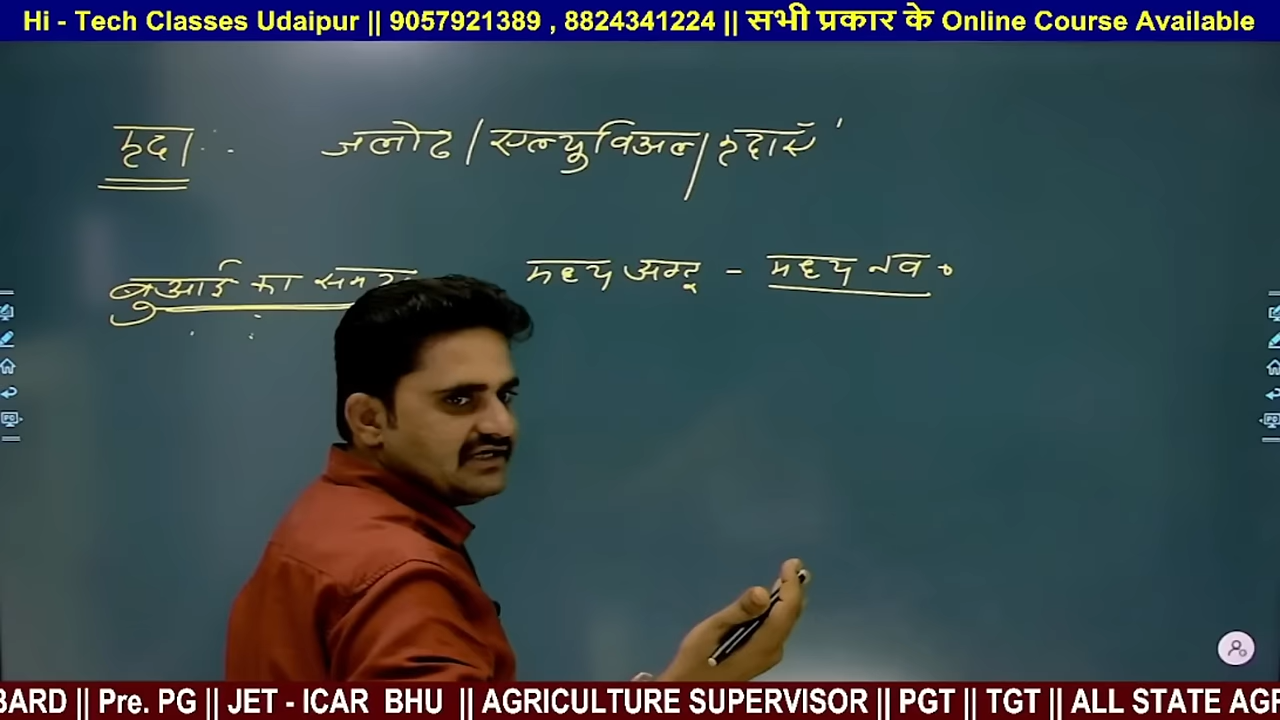 Hi - Tech Classes Udaipur || 9057921389 , 8824341224 || सभी प्रकार के Online Course Available
मृदा :. जलोढ / एल्युविअल / मृदाएँ
बुआई का समय मध्य अक्टू - मध्य नव०
BARD || Pre. PG || JET - ICAR BHU || AGRICULTURE SUPERVISOR || PGT || TGT || ALL STATE AGR